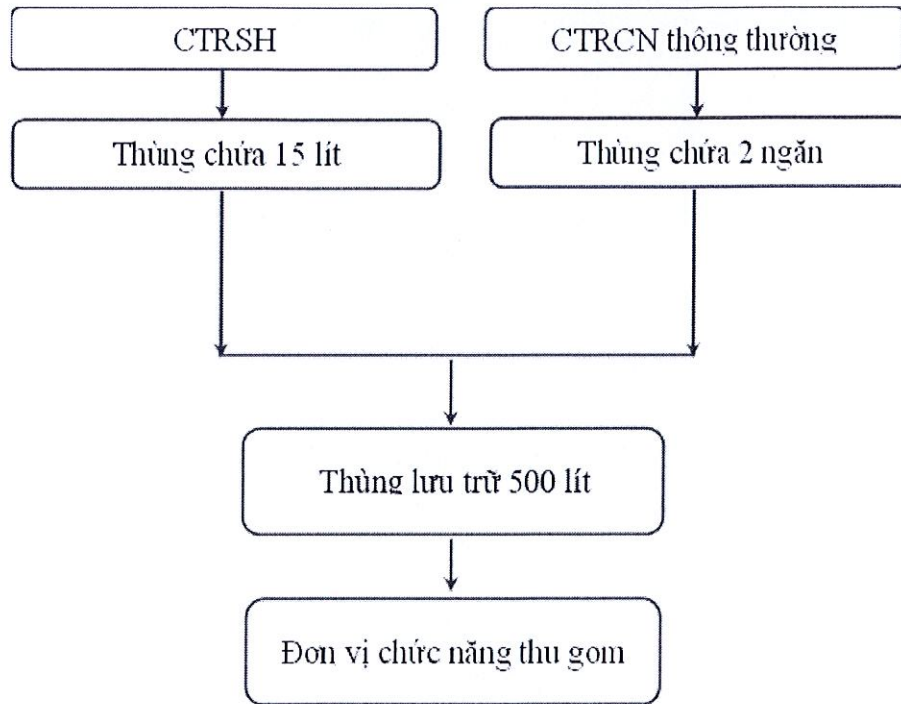 CTRSH
CTRCN thông thường
Thùng chứa 15 lít
Thùng chứa 2 ngăn
Thùng lưu trữ 500 lít
Đơn vị chức năng thu gom